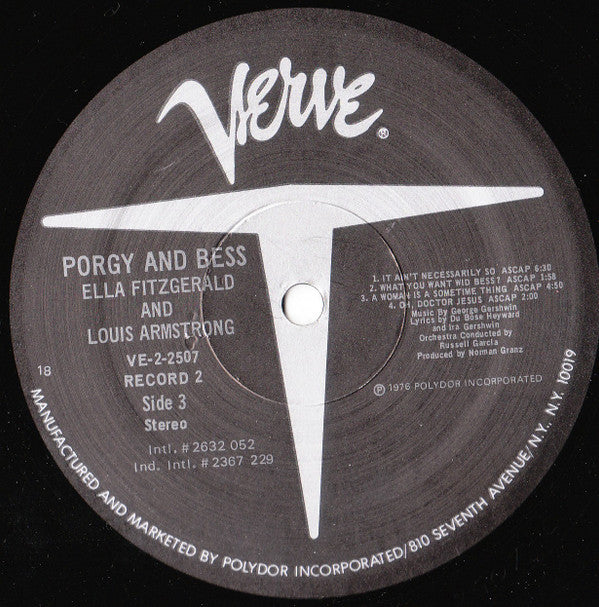 Verve®
PORGY AND BESS
ELLA FITZGERALD
AND
LOUIS ARMSTRONG
VE-2-2507
RECORD 2
Side 3
Stereo
Intl. # 2632 052
Ind. Intl. # 2367 229
18
1. IT AIN'T NECESSARILY SO ASCAP 6:30
2. WHAT YOU WANT WID BESS? ASCAP 1:58
3. A WOMAN IS A SOMETIME THING ASCAP 4:50
4. OH, DOCTOR JESUS ASCAP 2:00
Music By George Gershwin
Lyrics by Du Bose Heyward
and Ira Gershwin
Orchestra Conducted by
Russell Garcia
Produced by Norman Granz
℗ 1976 POLYDOR INCORPORATED
MANUFACTURED AND MARKETED BY POLYDOR INCORPORATED/810 SEVENTH AVENUE/N.Y. N.Y. 10019